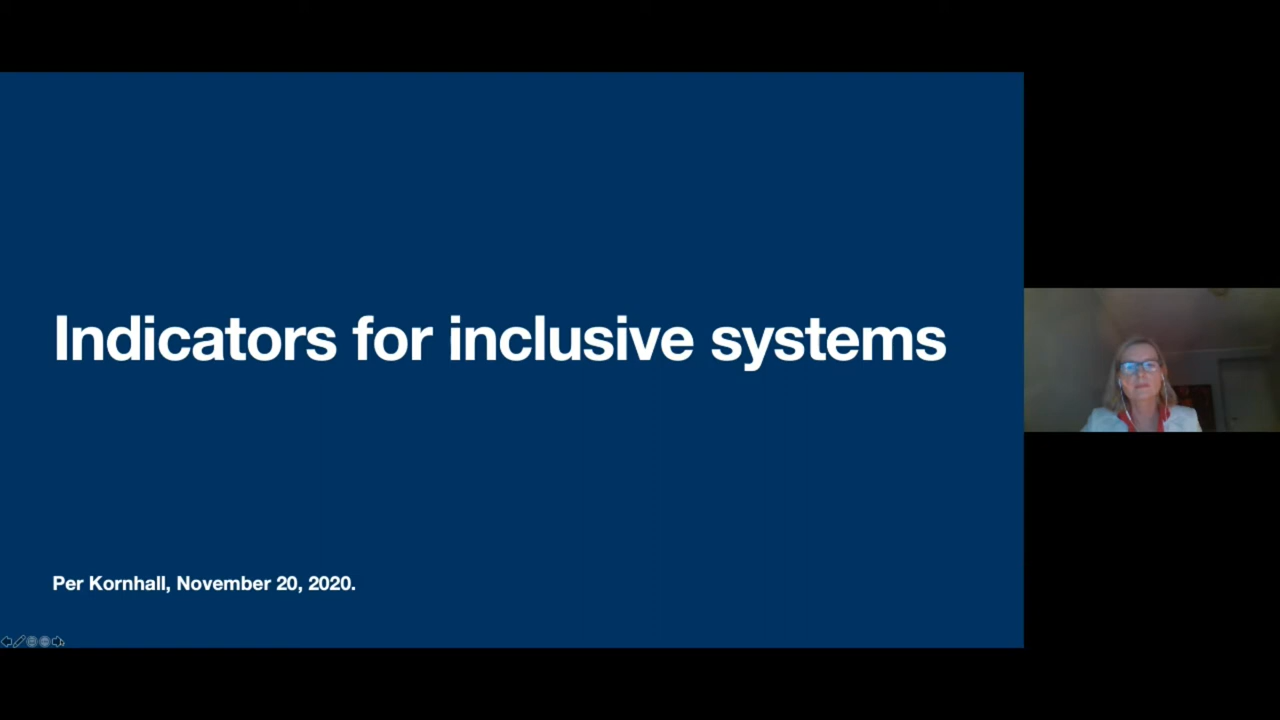 Indicators for inclusive systems
Per Kornhall, November 20, 2020.